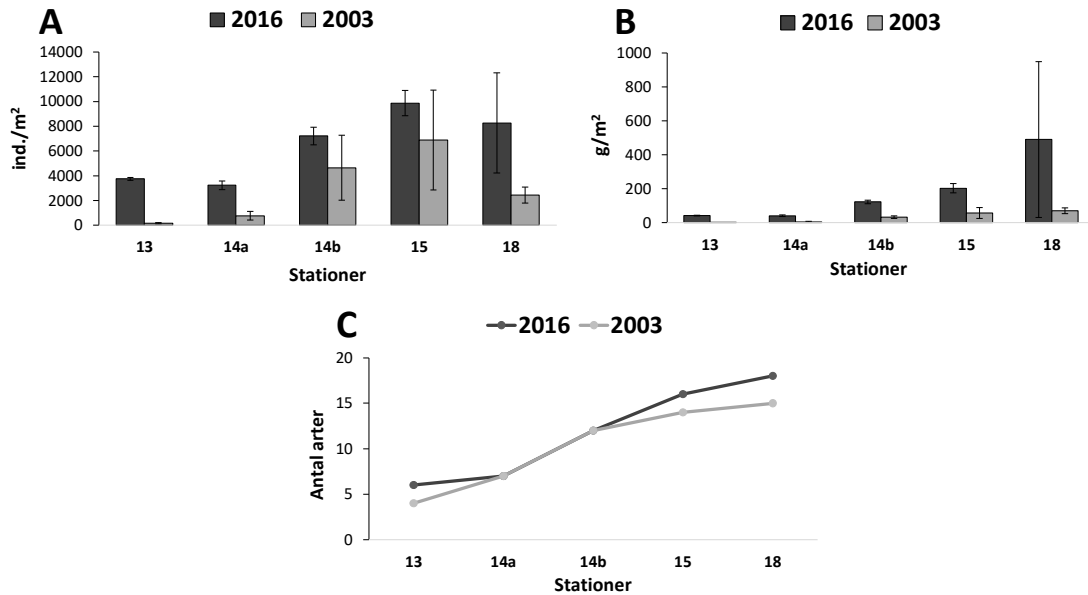 A
2016 2003
14000
12000
10000
8000
6000
4000
2000
0
ind./m²
13 14a 14b 15 18
Stationer
B
2016 2003
1000
800
600
400
200
0
g/m²
13 14a 14b 15 18
Stationer
C
2016 2003
20
15
10
5
0
Antal arter
13 14a 14b 15 18
Stationer